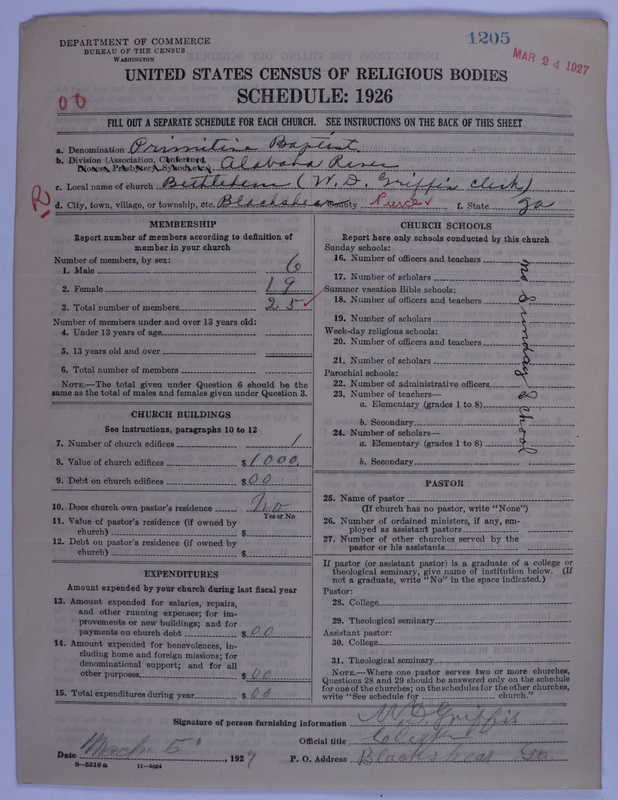 DEPARTMENT OF COMMERCE
BUREAU OF THE CENSUS
WASHINGTON
1205
MAR 24 1927
UNITED STATES CENSUS OF RELIGIOUS BODIES
SCHEDULE: 1926
00
FILL OUT A SEPARATE SCHEDULE FOR EACH CHURCH. SEE INSTRUCTIONS ON THE BACK OF THIS SHEET
a. Denomination Primitive Baptist
b. Division (Association, Conference, Diocese, Presbytery, Synod, etc.) Alabaha River
c. Local name of church Bethlehem (W. D. Griffis clerk)
R
d. City, town, village, or township, etc. Blackshear County Pierce f. State Ga
MEMBERSHIP
Report number of members according to definition of
member in your church
Number of members, by sex:
1. Male 6
2. Female 19
3. Total number of members 25
Number of members under and over 13 years old:
4. Under 13 years of age
5. 13 years old and over
6. Total number of members
NOTE.—The total given under Question 6 should be the
same as the total of males and females given under Question 3.
CHURCH BUILDINGS
See instructions, paragraphs 10 to 12
7. Number of church edifices 1
8. Value of church edifices $1000
9. Debt on church edifices $00
10. Does church own pastor's residence No
Yes or No
11. Value of pastor's residence (if owned by
church) $
12. Debt on pastor's residence (if owned by
church) $
EXPENDITURES
Amount expended by your church during last fiscal year
13. Amount expended for salaries, repairs,
and other running expenses; for im-
provements or new buildings; and for
payments on church debt $00
14. Amount expended for benevolences, in-
cluding home and foreign missions; for
denominational support; and for all
other purposes $00
15. Total expenditures during year $00
CHURCH SCHOOLS
Report here only schools conducted by this church
Sunday schools:
16. Number of officers and teachers
17. Number of scholars
Summer vacation Bible schools:
18. Number of officers and teachers
19. Number of scholars
Week-day religious schools:
20. Number of officers and teachers
21. Number of scholars
Parochial schools:
22. Number of administrative officers
23. Number of teachers—
a. Elementary (grades 1 to 8)
b. Secondary
24. Number of scholars—
a. Elementary (grades 1 to 8)
b. Secondary
no Sunday School
PASTOR
25. Name of pastor
(If church has no pastor, write "None")
26. Number of ordained ministers, if any, em-
ployed as assistant pastors
27. Number of other churches served by the
pastor or his assistants
If pastor (or assistant pastor) is a graduate of a college or
theological seminary, give name of institution below. (If
not a graduate, write "No" in the space indicated.)
Pastor:
28. College
29. Theological seminary
Assistant pastor:
30. College
31. Theological seminary
NOTE.—Where one pastor serves two or more churches,
Questions 28 and 29 should be answered only on the schedule
for one of the churches; on the schedules for the other churches,
write "See schedule for church."
Signature of person furnishing information W. D. Griffis
Official title Clerk
Date March 5, 1927 P. O. Address Blackshear Ga.
8-5518a 11-4034